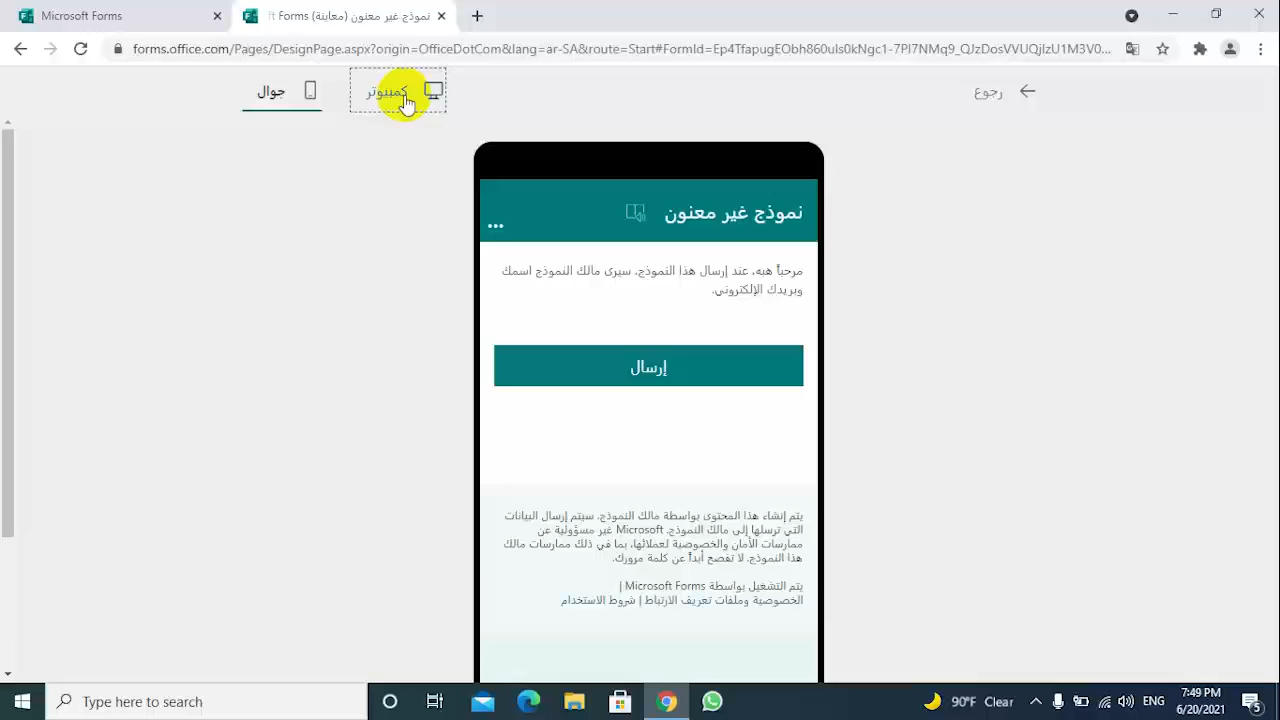 Microsoft Forms
نموذج غير معنون (معاينة) ft Forms
forms.office.com/Pages/DesignPage.aspx?origin=OfficeDotCom&lang=ar-SA&route=Start#FormId=Ep4TfapugEObh860uls0kNgc1-7PI7NMq9_QJzDosVVUQjlzU1M3V0...
رجوع
كمبيوتر
جوال
نموذج غير معنون
مرحباً هبه، عند إرسال هذا النموذج، سيرى مالك النموذج اسمك
وبريدك الإلكتروني.
إرسال
يتم إنشاء هذا المحتوى بواسطة مالك النموذج. سيتم إرسال البيانات
التي ترسلها إلى مالك النموذج. Microsoft غير مسؤولية عن
ممارسات الأمان والخصوصية لعملائها، بما في ذلك ممارسات مالك
هذا النموذج. لا تفصح أبداً عن كلمة مرورك.
يتم التشغيل بواسطة Microsoft Forms |
الخصوصية وملفات تعريف الارتباط | شروط الاستخدام
Type here to search
90°F Clear
ENG
7:49 PM
6/20/2021
5